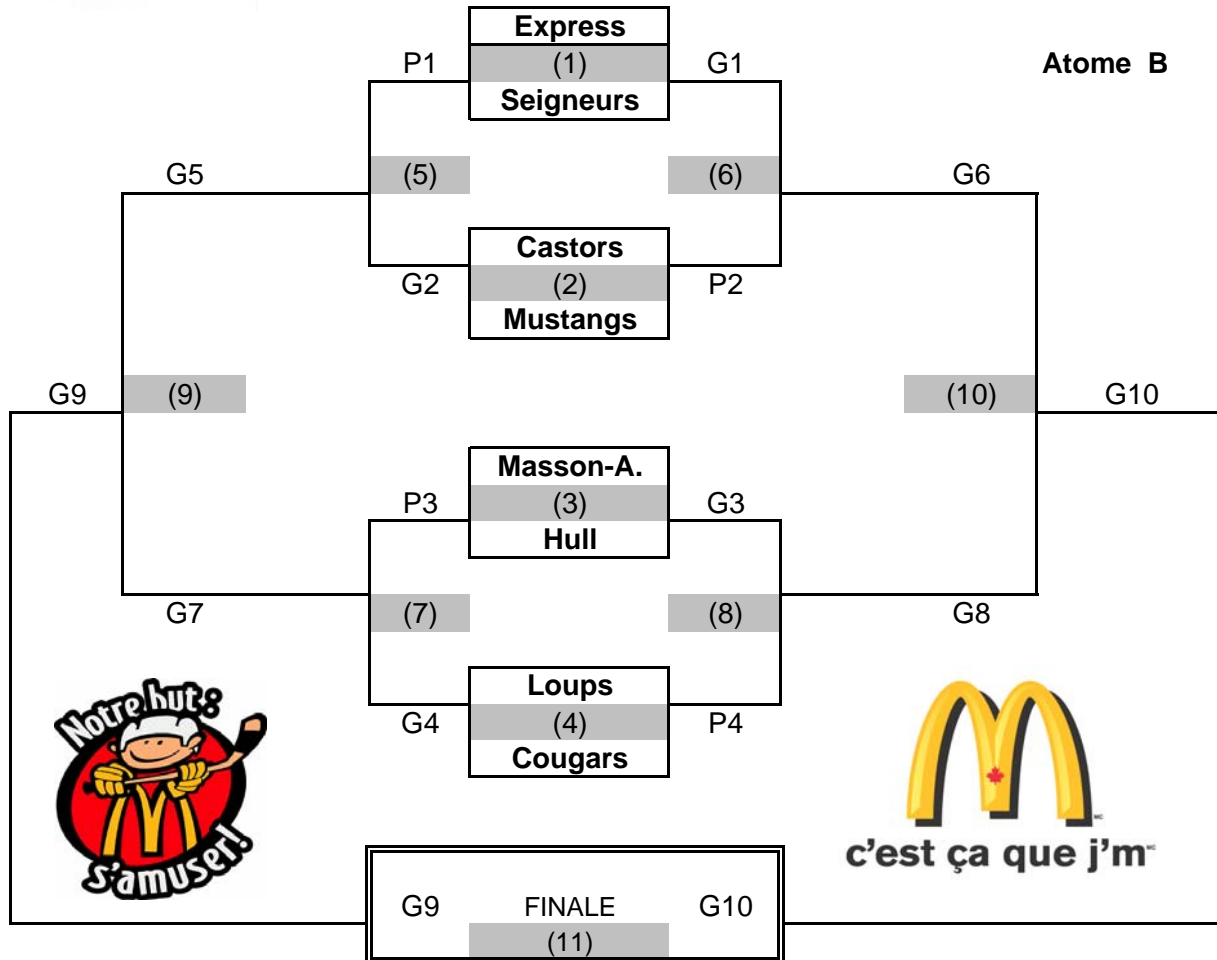 Express
P1 (1) G1 Atome B
Seigneurs
G5 (5) (6) G6
Castors
G2 (2) P2
Mustangs
G9 (9) (10) G10
Masson-A.
P3 (3) G3
Hull
G7 (7) (8) G8
Loups
G4 (4) P4
Cougars
Notre but:
s'amuser!
MC
c'est ça que j'm MC
G9 FINALE G10
(11)